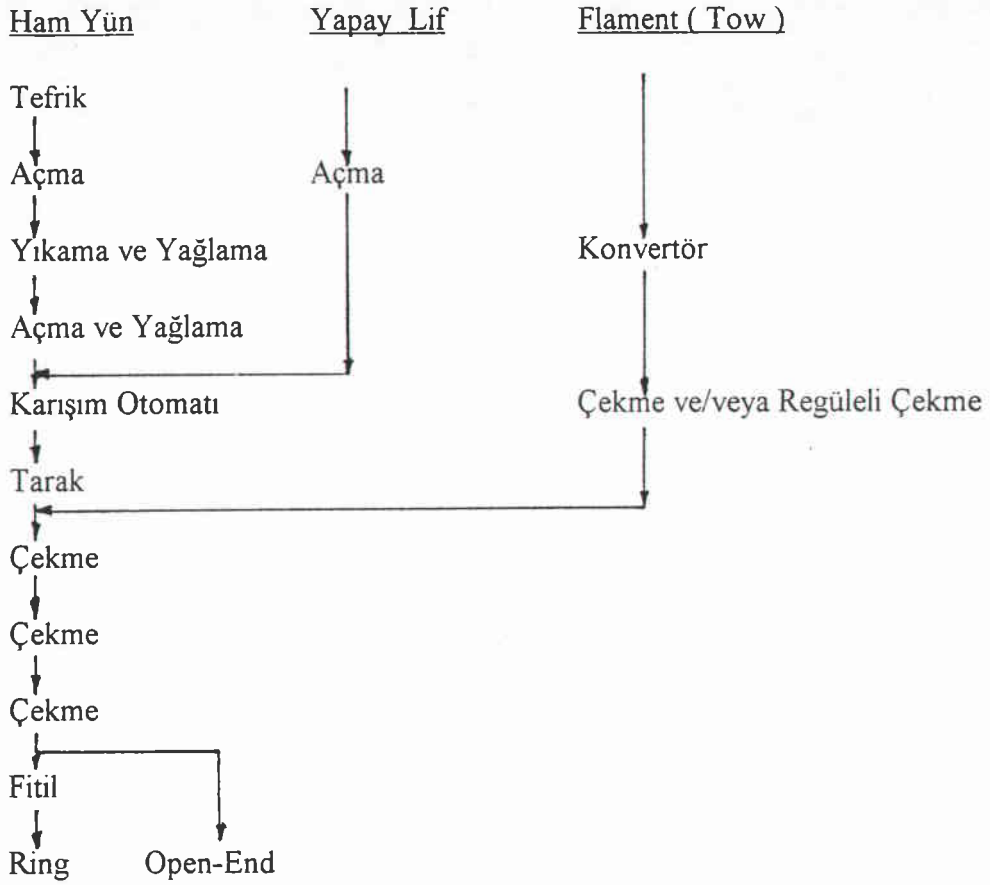 Ham Yün Yapay Lif Flament ( Tow )
Tefrik
Açma Açma
Yıkama ve Yağlama Konvertör
Açma ve Yağlama
Karışım Otomatı Çekme ve/veya Regüleli Çekme
Tarak
Çekme
Çekme
Çekme
Fitil
Ring Open-End